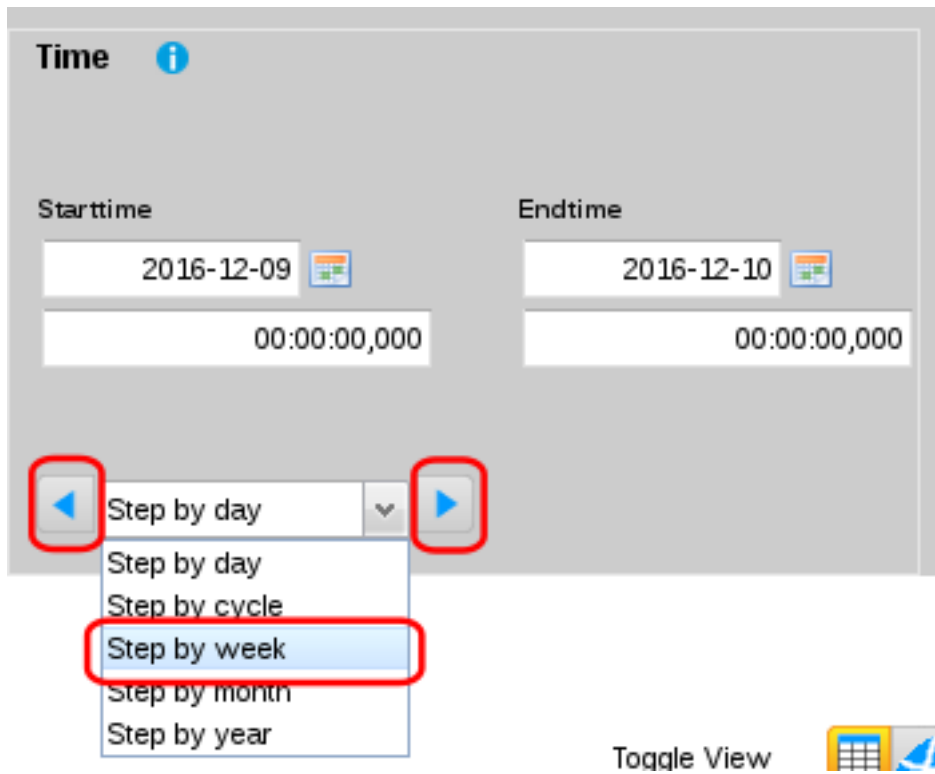 Time
Starttime
Endtime
2016-12-09
2016-12-10
00:00:00,000
00:00:00,000
Step by day
Step by day
Step by cycle
Step by week
Step by month
Step by year
Toggle View